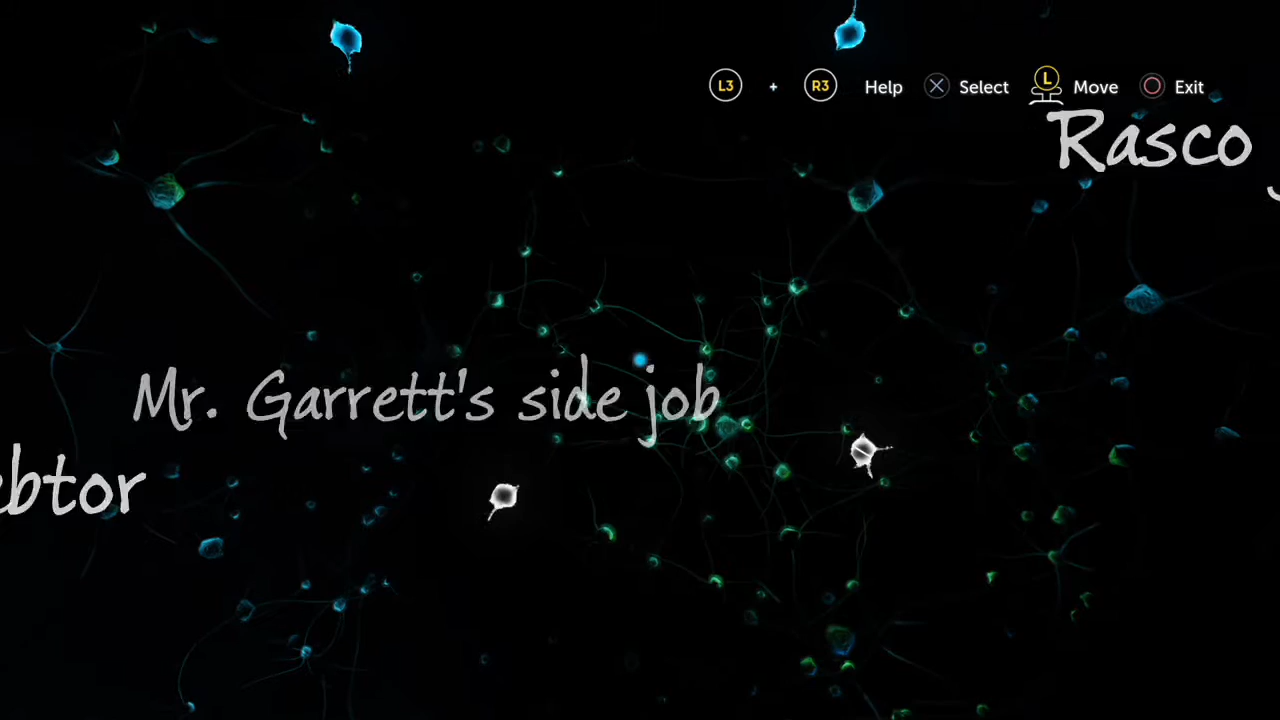 L3 + R3 Help Select L Move Exit
Rasco
Mr. Garrett's side job
ebtor